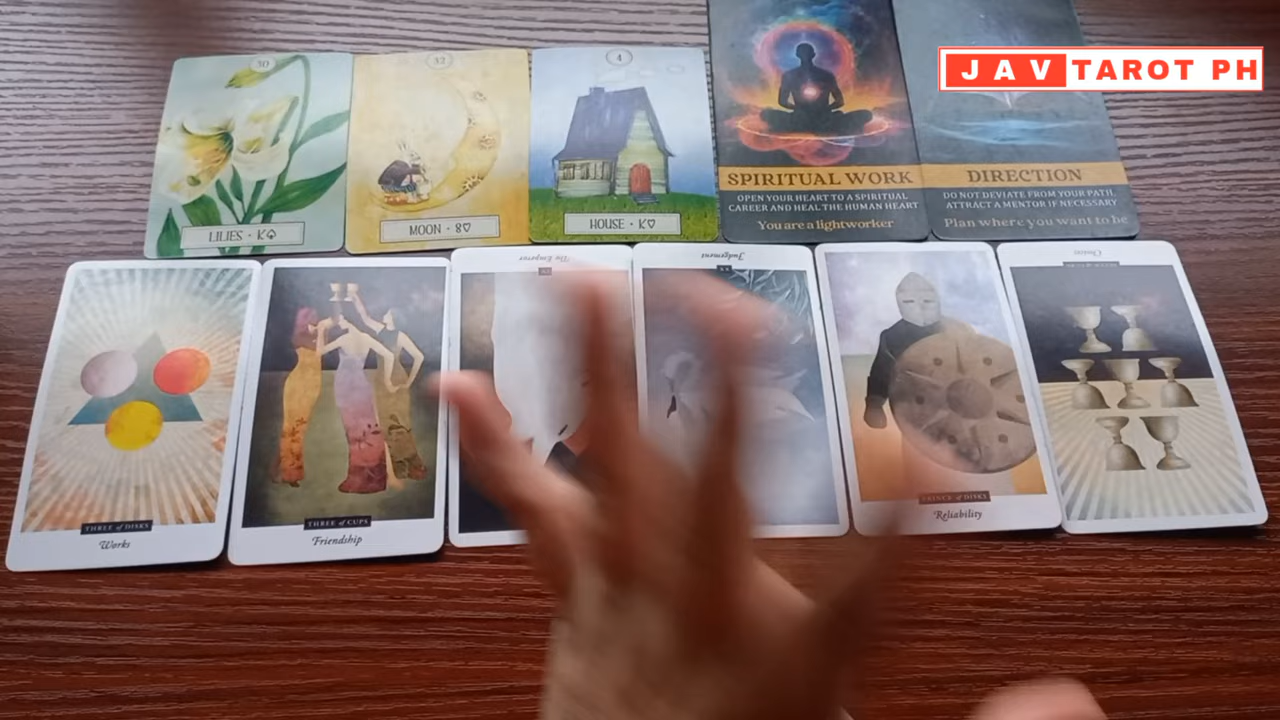 JAV TAROT PH
30
32
4
LILIES · K♤
MOON · 8♡
HOUSE · K♡
SPIRITUAL WORK
OPEN YOUR HEART TO A SPIRITUAL
CAREER AND HEAL THE HUMAN HEART
You are a lightworker
DIRECTION
DO NOT DEVIATE FROM YOUR PATH,
ATTRACT A MENTOR IF NECESSARY
Plan where you want to be
The Emperor
Judgement
THREE of DISKS
Works
THREE of CUPS
Friendship
PRINCE of DISKS
Reliability